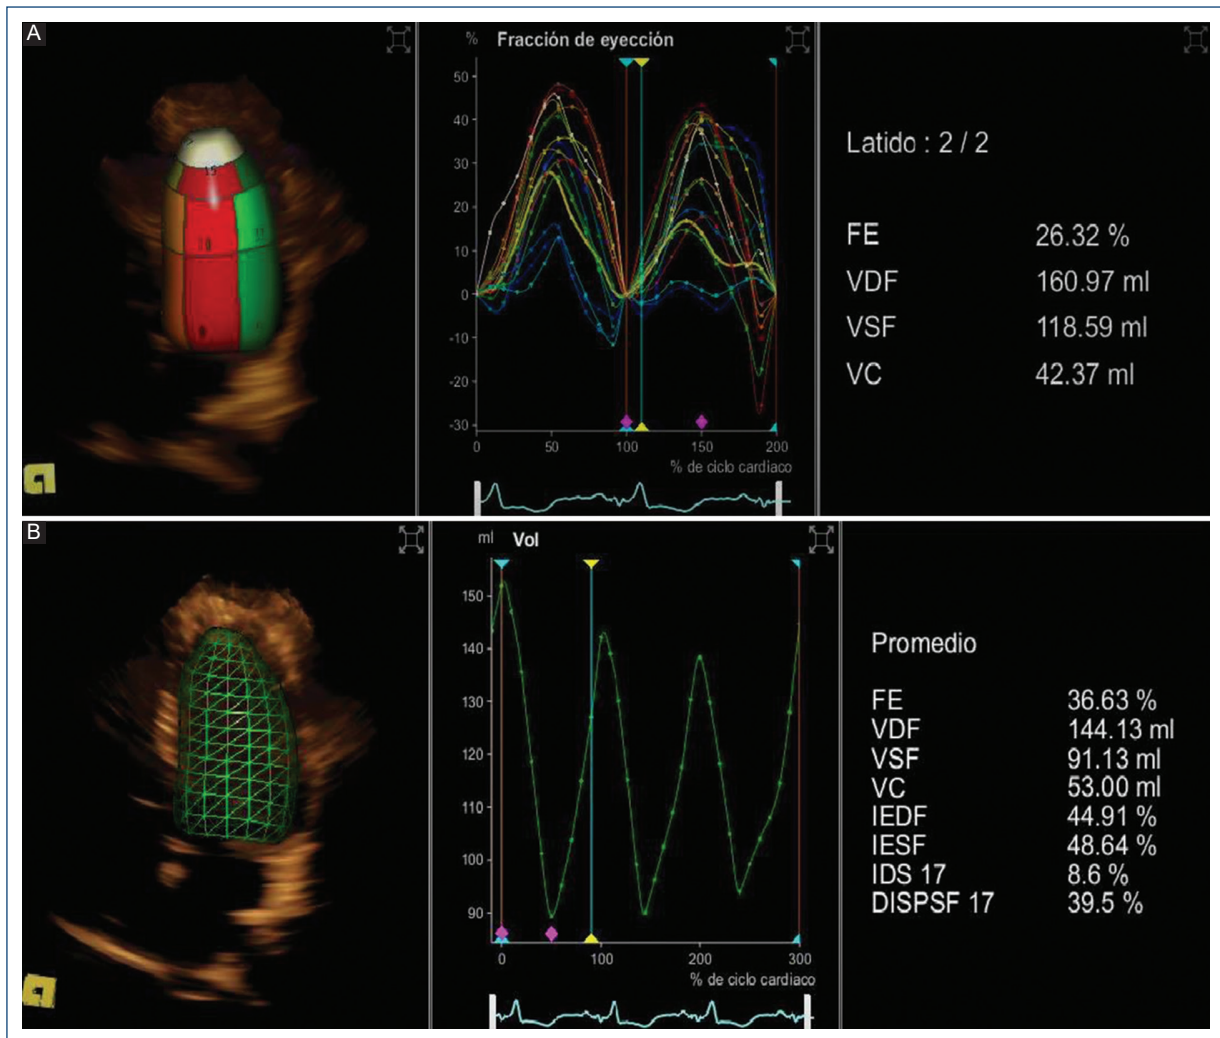 A
% Fracción de eyección
50
40
30
20
10
0
-10
-20
-30
0 50 100 150 200
% de ciclo cardiaco
15
10
Latido : 2 / 2
FE 26.32 %
VDF 160.97 ml
VSF 118.59 ml
VC 42.37 ml
B
ml Vol
150
140
130
120
110
100
90
0 100 200 300
% de ciclo cardiaco
Promedio
FE 36.63 %
VDF 144.13 ml
VSF 91.13 ml
VC 53.00 ml
IEDF 44.91 %
IESF 48.64 %
IDS 17 8.6 %
DISPSF 17 39.5 %